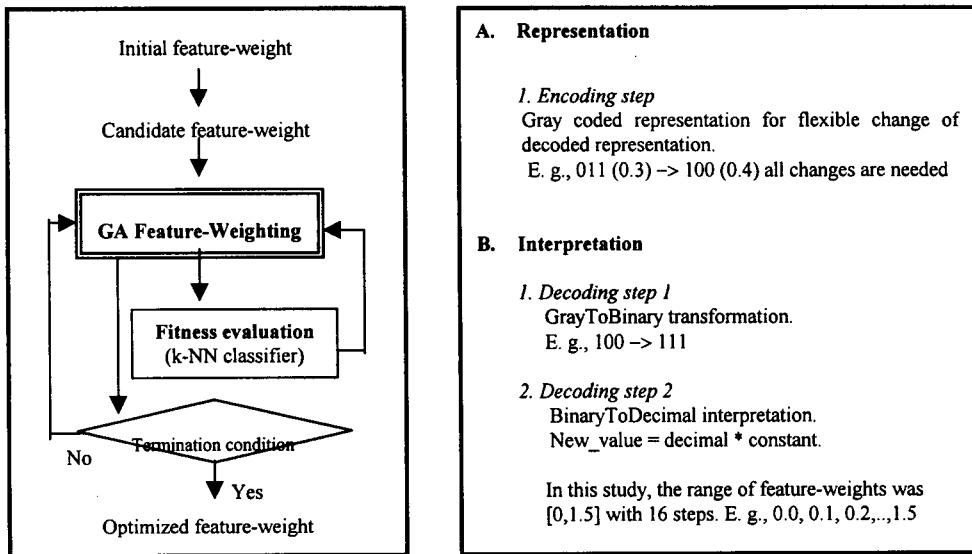 Initial feature-weight
Candidate feature-weight
GA Feature-Weighting
Fitness evaluation
(k-NN classifier)
Termination condition
No
Yes
Optimized feature-weight
A. Representation
1. Encoding step
Gray coded representation for flexible change of
decoded representation.
E. g., 011 (0.3) –> 100 (0.4) all changes are needed
B. Interpretation
1. Decoding step 1
GrayToBinary transformation.
E. g., 100 –> 111
2. Decoding step 2
BinaryToDecimal interpretation.
New_value = decimal * constant.
In this study, the range of feature-weights was
[0,1.5] with 16 steps. E. g., 0.0, 0.1, 0.2,..,1.5